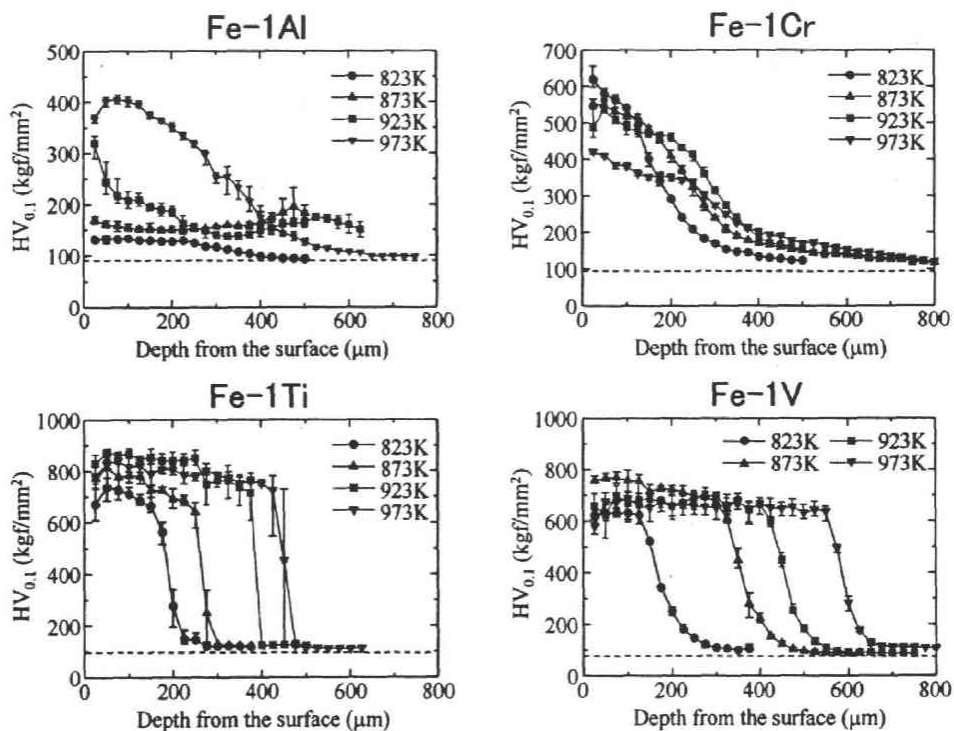 Fe-1Al
500
400
300
200
100
0
HV0.1 (kgf/mm²)
823K
873K
923K
973K
0 200 400 600 800
Depth from the surface (μm)
Fe-1Cr
700
600
500
400
300
200
100
0
HV0.1 (kgf/mm²)
823K
873K
923K
973K
0 200 400 600 800
Depth from the surface (μm)
Fe-1Ti
1000
800
600
400
200
0
HV0.1 (kgf/mm²)
823K
873K
923K
973K
0 200 400 600 800
Depth from the surface (μm)
Fe-1V
1000
800
600
400
200
0
HV0.1 (kgf/mm²)
823K 923K
873K 973K
0 200 400 600 800
Depth from the surface (μm)